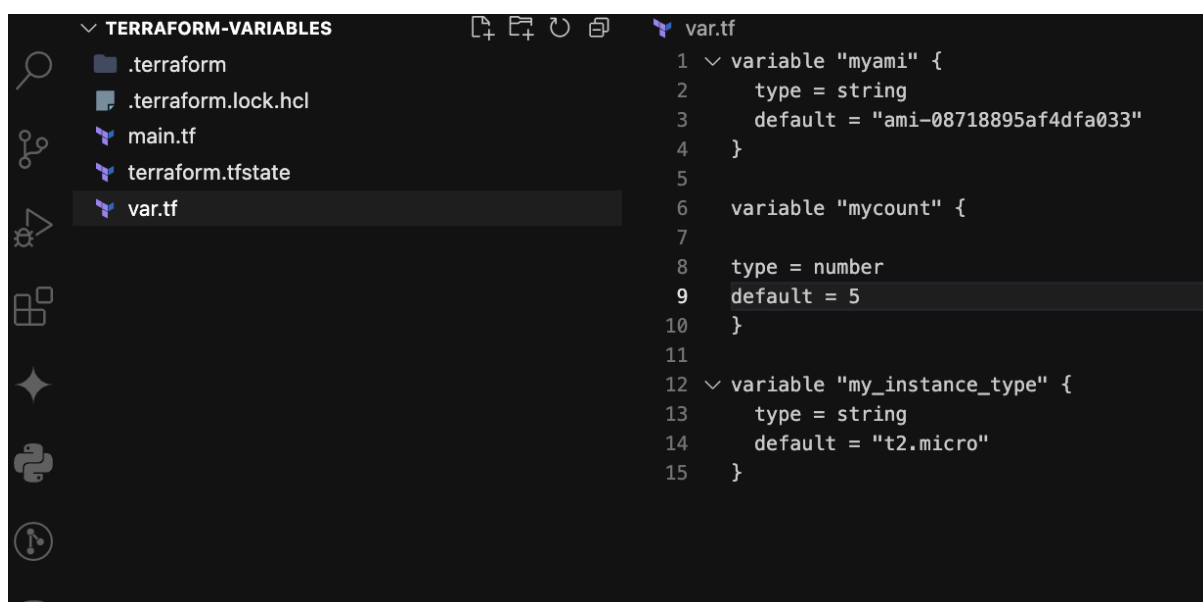 TERRAFORM-VARIABLES
.terraform
.terraform.lock.hcl
main.tf
terraform.tfstate
var.tf
var.tf
1 variable "myami" {
2   type = string
3   default = "ami-08718895af4dfa033"
4 }
5
6 variable "mycount" {
7
8 type = number
9 default = 5
10 }
11
12 variable "my_instance_type" {
13   type = string
14   default = "t2.micro"
15 }